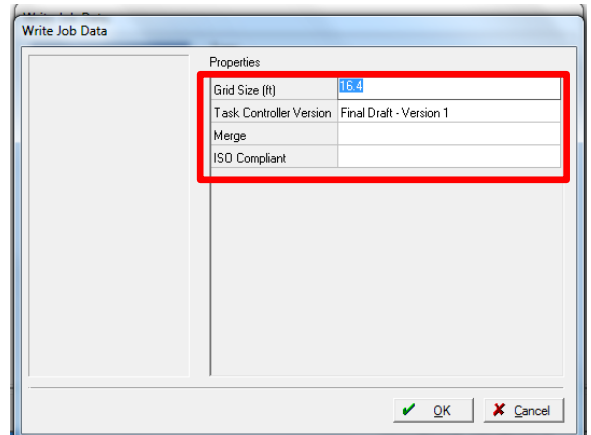 Write Job Data
Properties
Grid Size (ft) 16.4
Task Controller Version Final Draft - Version 1
Merge
ISO Compliant
OK Cancel